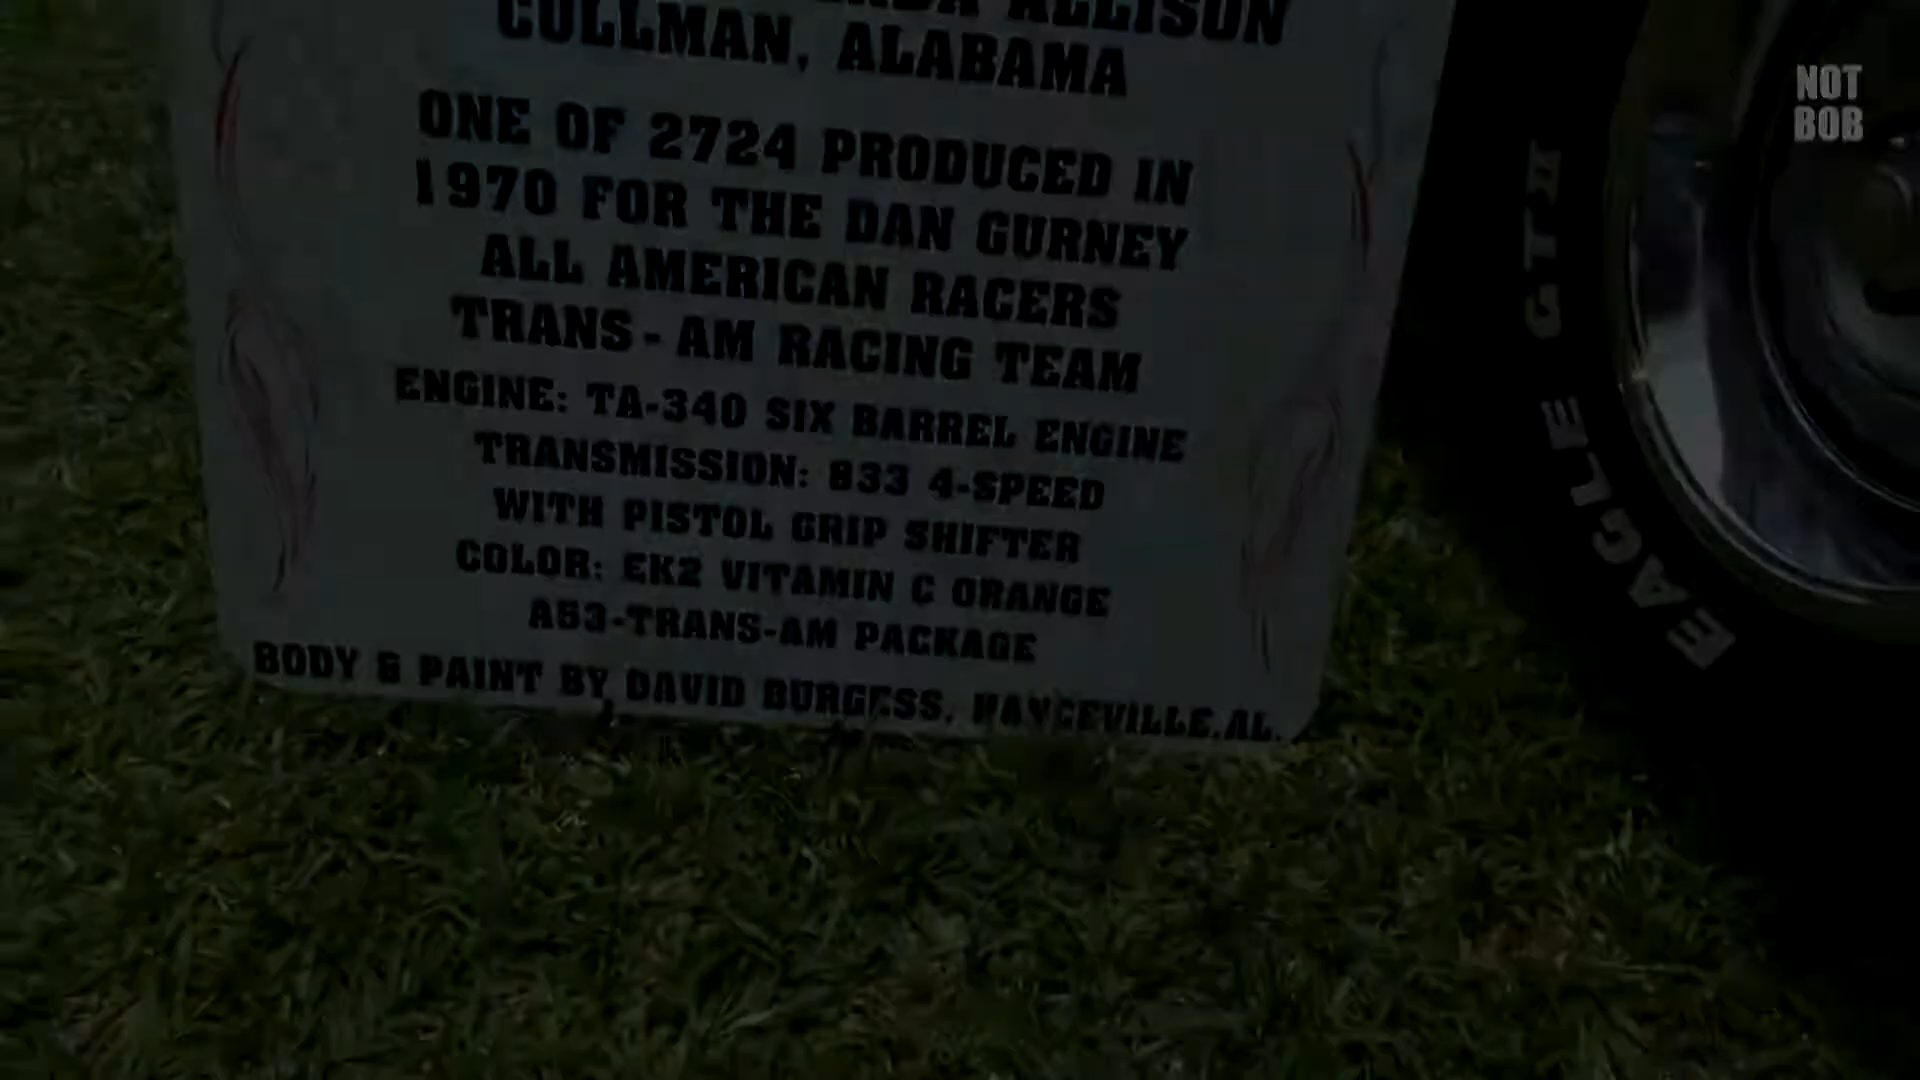 ALLISON
CULLMAN, ALABAMA
ONE OF 2724 PRODUCED IN
1970 FOR THE DAN GURNEY
ALL AMERICAN RACERS
TRANS-AM RACING TEAM
ENGINE: TA-340 SIX BARREL ENGINE
TRANSMISSION: 833 4-SPEED
WITH PISTOL GRIP SHIFTER
COLOR: EK2 VITAMIN C ORANGE
A53-TRANS-AM PACKAGE
BODY & PAINT BY DAVID BURGESS, HANCEVILLE, AL.
EAGLE GT II
NOT
BOB